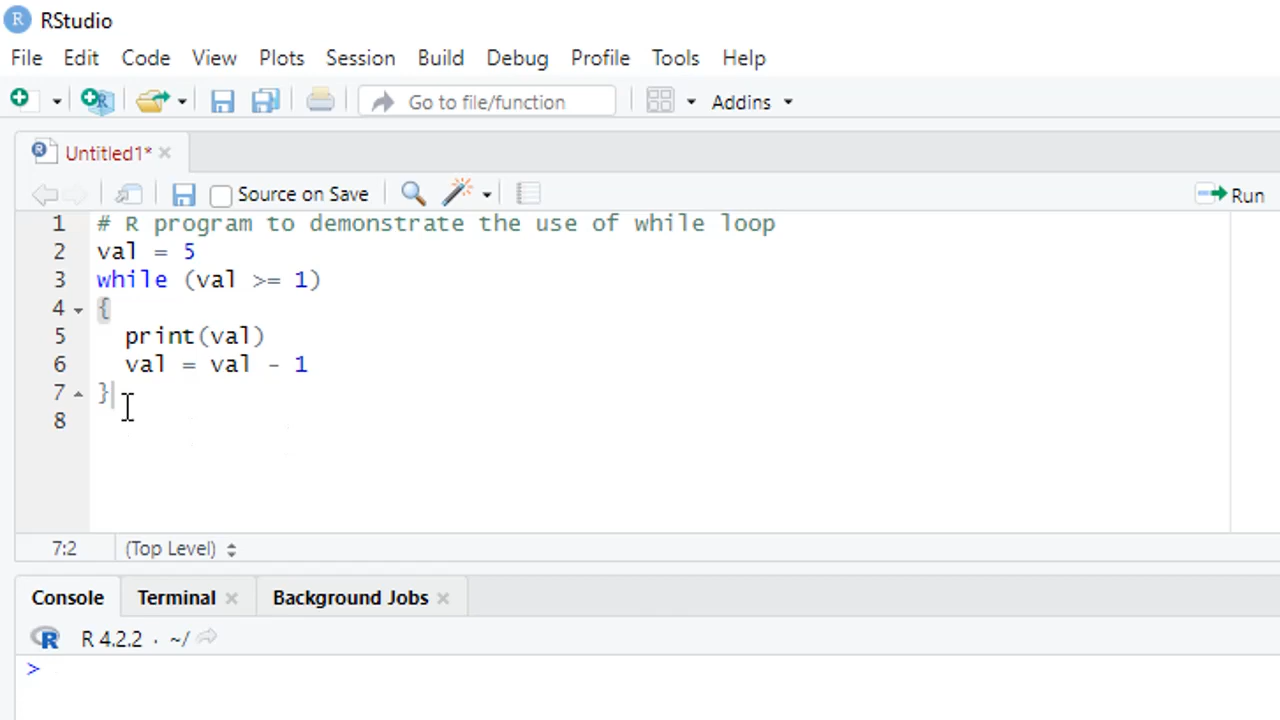 R RStudio
File Edit Code View Plots Session Build Debug Profile Tools Help
R Go to file/function Addins
R Untitled1*
Source on Save Run
1 # R program to demonstrate the use of while loop
2 val = 5
3 while (val >= 1)
4 {
5 print(val)
6 val = val - 1
7 }
8
7:2 (Top Level)
Console Terminal Background Jobs
R R 4.2.2 · ~/
>